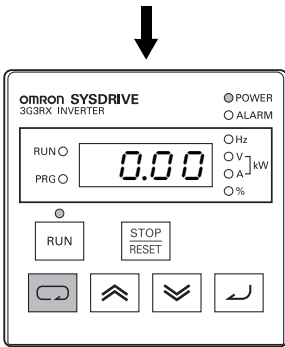 OMRON SYSDRIVE
3G3RX INVERTER
POWER
ALARM
RUN
PRG
0.00
Hz
V
A
kW
%
RUN
STOP
RESET